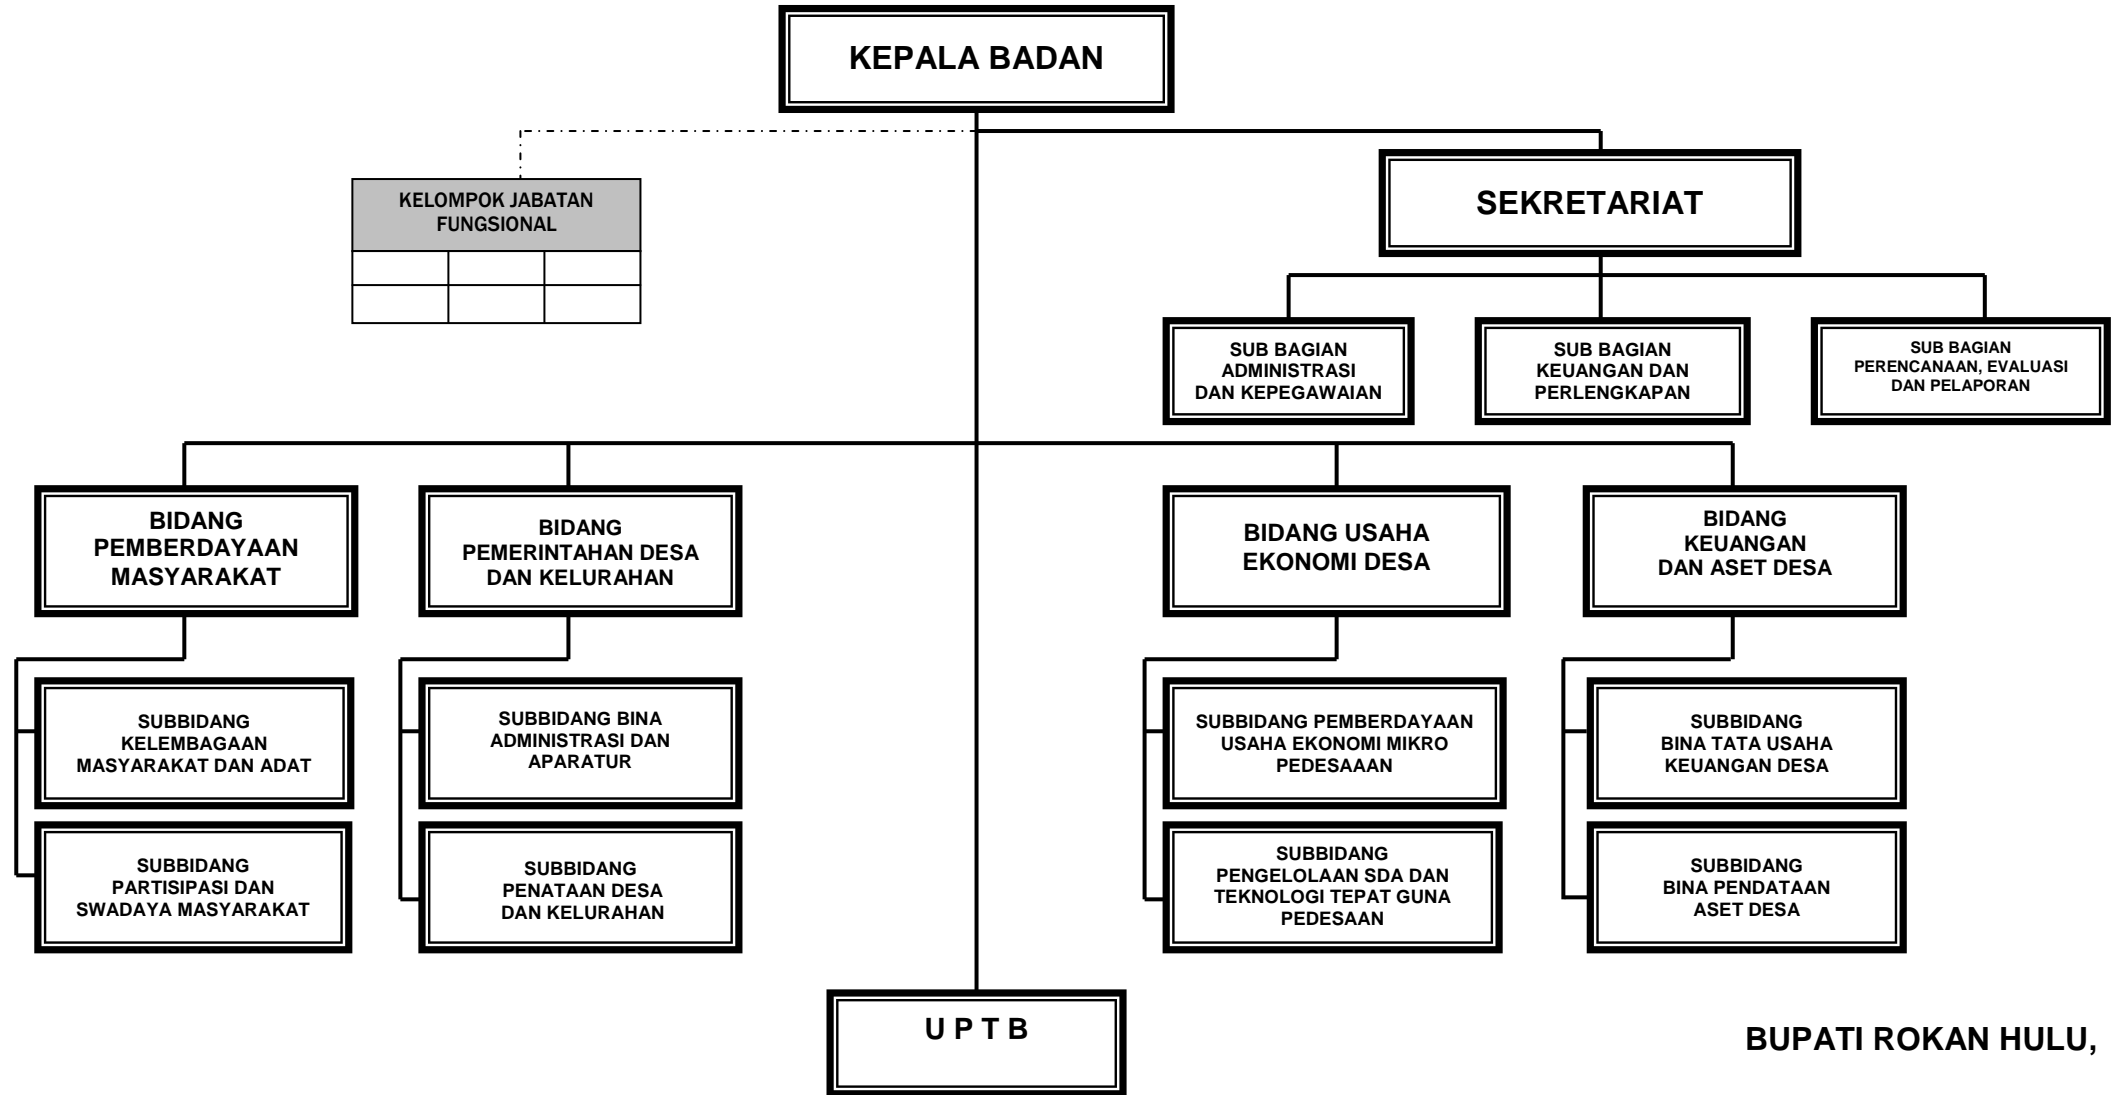 KEPALA BADAN
KELOMPOK JABATAN
FUNGSIONAL
SEKRETARIAT
SUB BAGIAN
ADMINISTRASI
DAN KEPEGAWAIAN
SUB BAGIAN
KEUANGAN DAN
PERLENGKAPAN
SUB BAGIAN
PERENCANAAN, EVALUASI
DAN PELAPORAN
BIDANG
PEMBERDAYAAN
MASYARAKAT
BIDANG
PEMERINTAHAN DESA
DAN KELURAHAN
BIDANG USAHA
EKONOMI DESA
BIDANG
KEUANGAN
DAN ASET DESA
SUBBIDANG
KELEMBAGAAN
MASYARAKAT DAN ADAT
SUBBIDANG BINA
ADMINISTRASI DAN
APARATUR
SUBBIDANG PEMBERDAYAAN
USAHA EKONOMI MIKRO
PEDESAAAN
SUBBIDANG
BINA TATA USAHA
KEUANGAN DESA
SUBBIDANG
PARTISIPASI DAN
SWADAYA MASYARAKAT
SUBBIDANG
PENATAAN DESA
DAN KELURAHAN
SUBBIDANG
PENGELOLAAN SDA DAN
TEKNOLOGI TEPAT GUNA
PEDESAAN
SUBBIDANG
BINA PENDATAAN
ASET DESA
U P T B
BUPATI ROKAN HULU,